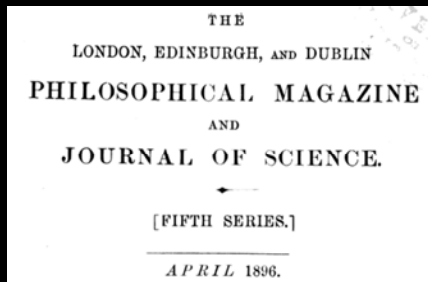 THE
LONDON, EDINBURGH, AND DUBLIN
PHILOSOPHICAL MAGAZINE
AND
JOURNAL OF SCIENCE.
[FIFTH SERIES.]
APRIL 1896.